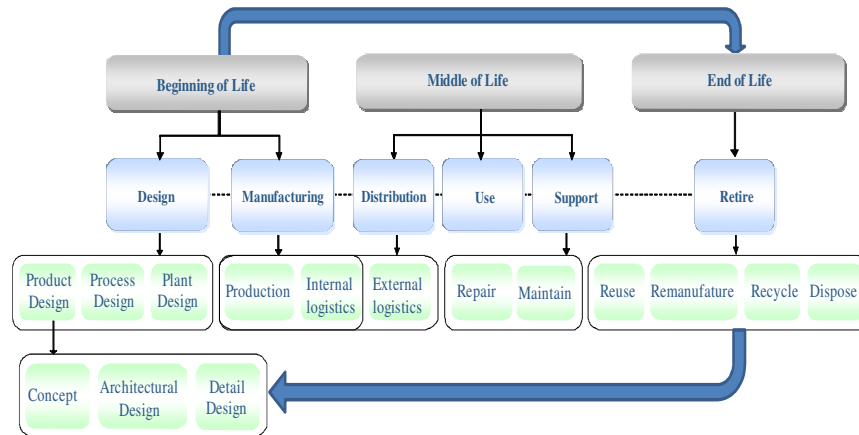 Beginning of Life
Middle of Life
End of Life
Design
Manufacturing
Distribution
Use
Support
Retire
Product
Design
Process
Design
Plant
Design
Production
Internal
logistics
External
logistics
Repair
Maintain
Reuse
Remanufature
Recycle
Dispose
Concept
Architectural
Design
Detail
Design